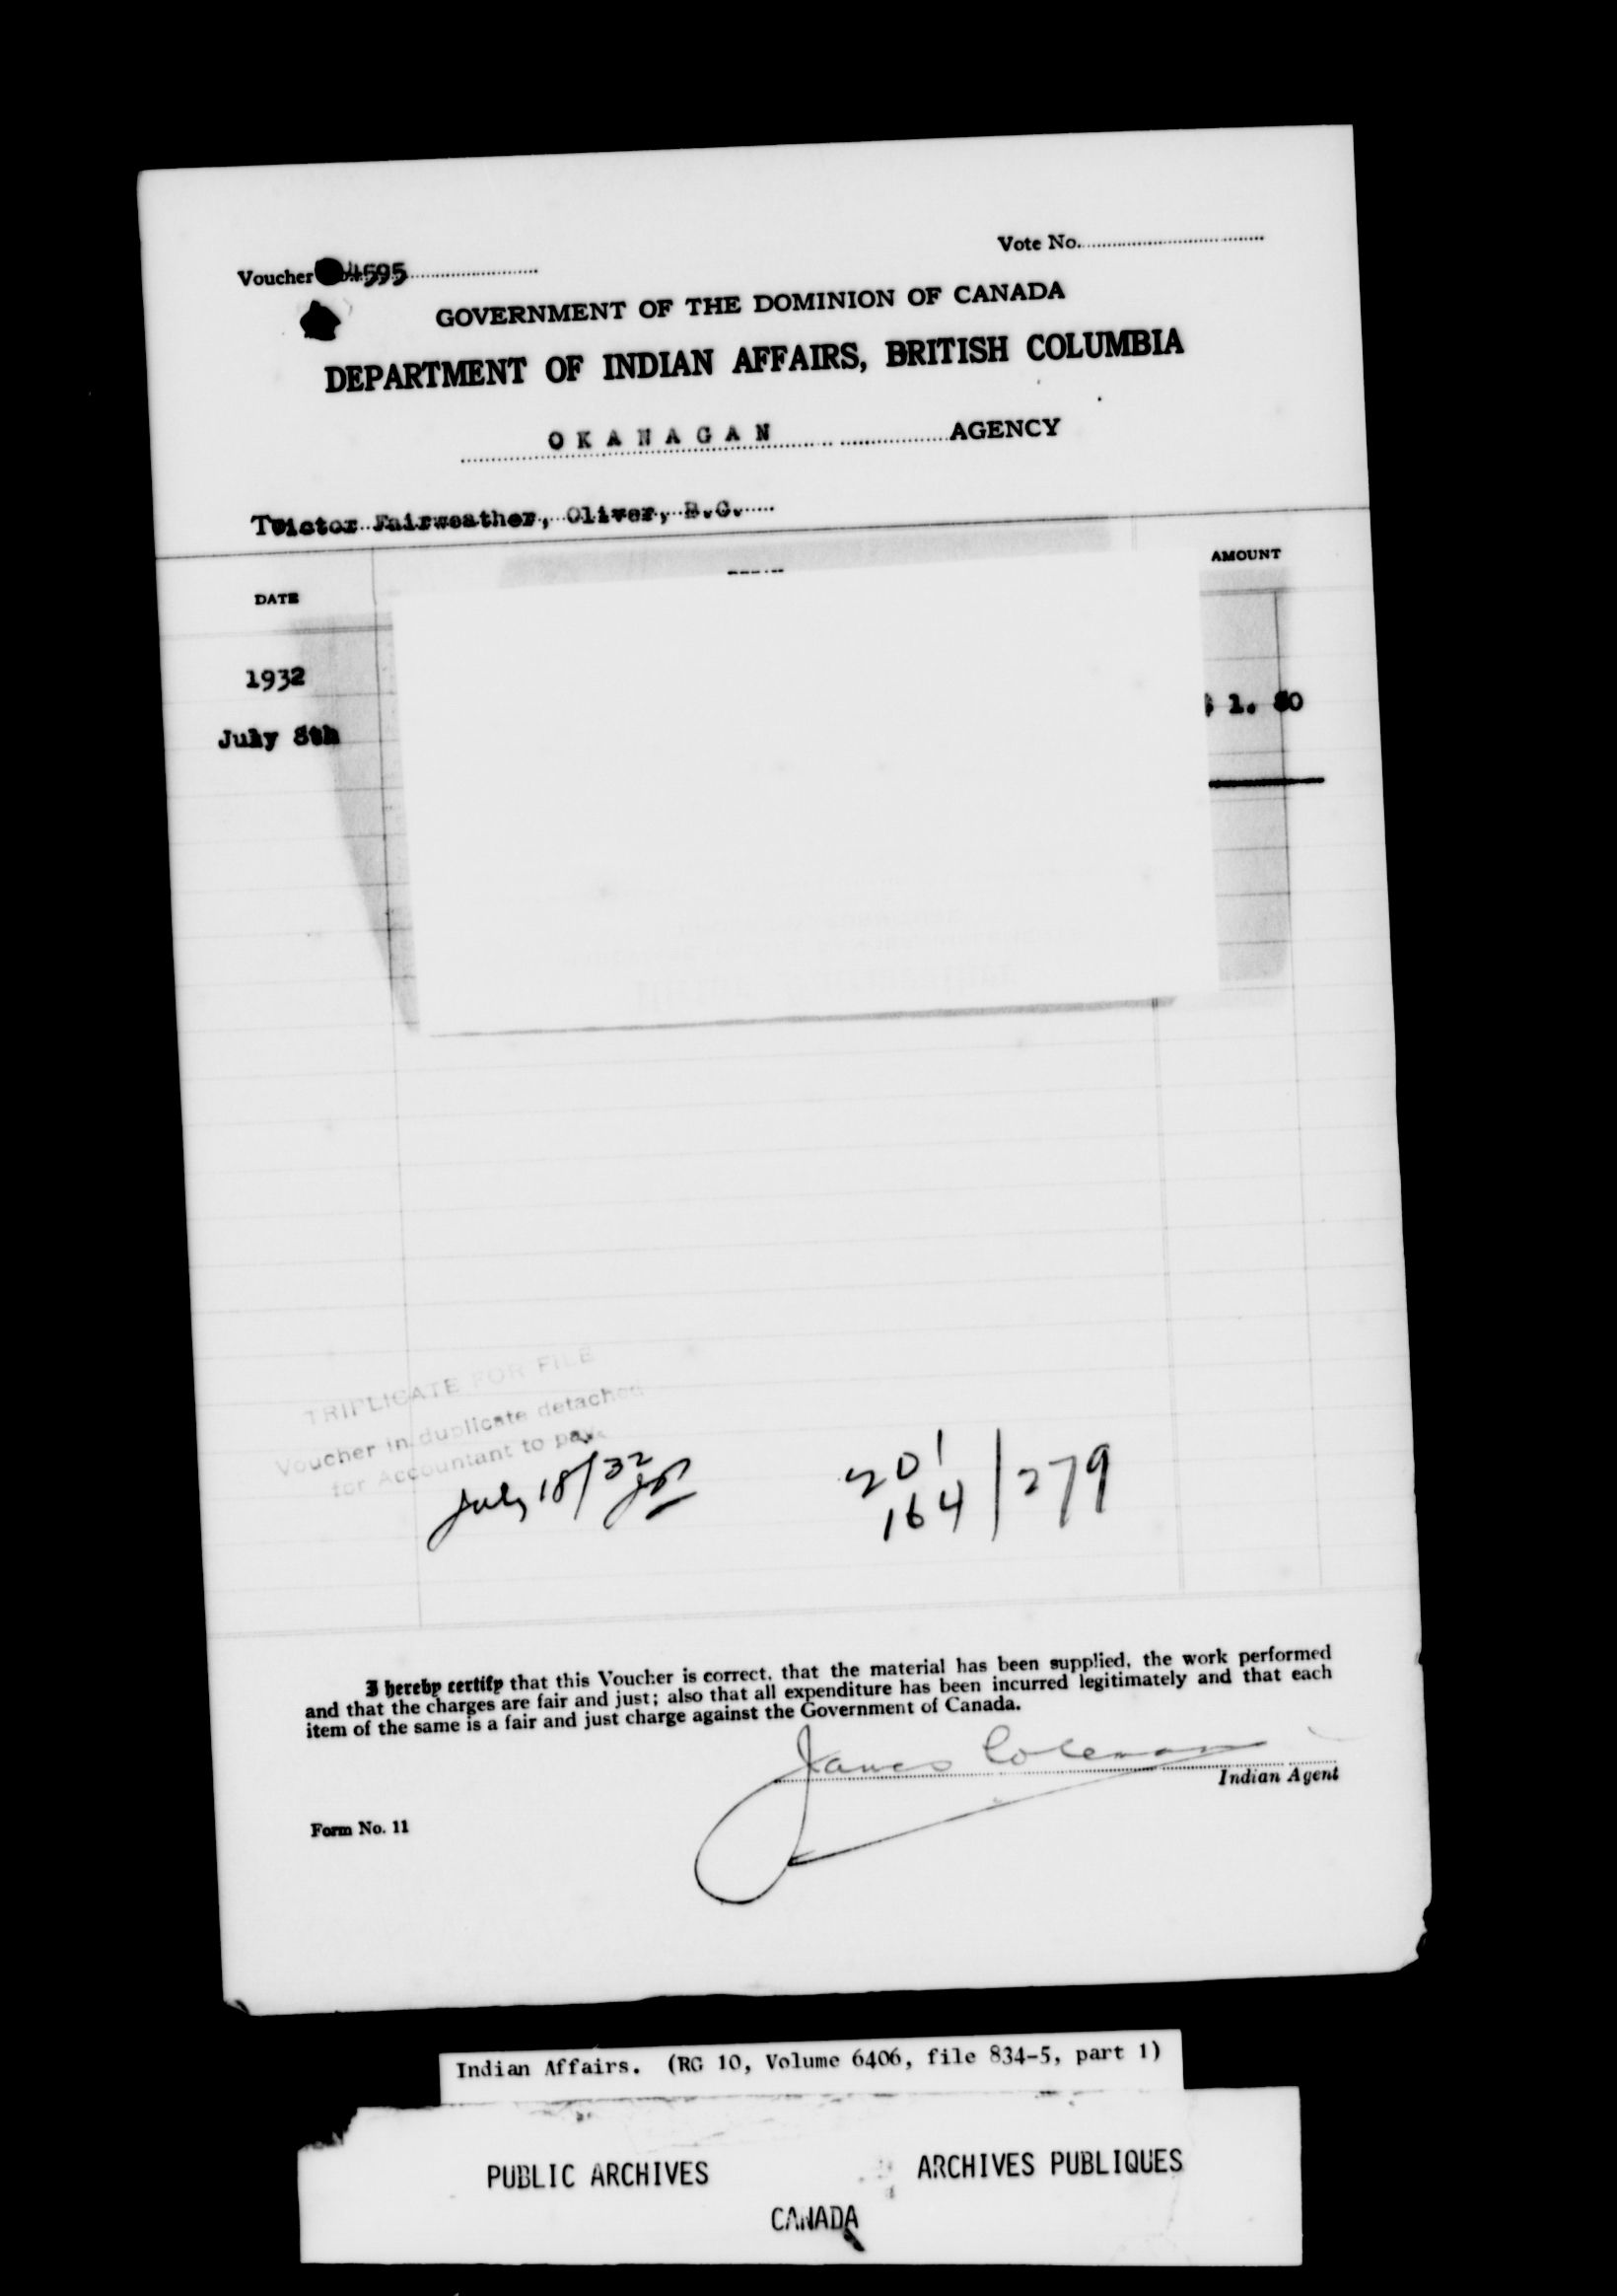 Vote No.
Voucher 4595
GOVERNMENT OF THE DOMINION OF CANADA
DEPARTMENT OF INDIAN AFFAIRS, BRITISH COLUMBIA
OKANAGAN AGENCY
Victor Fairweather, Oliver, B.C.
DATE AMOUNT
1932
$ 1. 80
July 8th
TRIPLICATE FOR FILE
Voucher in duplicate detached
for Accountant to pay.
July 18/32
201
164 / 279
I hereby certify that this Voucher is correct, that the material has been supplied, the work performed
and that the charges are fair and just; also that all expenditure has been incurred legitimately and that each
item of the same is a fair and just charge against the Government of Canada.
James Coleman
Indian Agent
Form No. 11
Indian Affairs. (RG 10, Volume 6406, file 834-5, part 1)
PUBLIC ARCHIVES ARCHIVES PUBLIQUES
CANADA